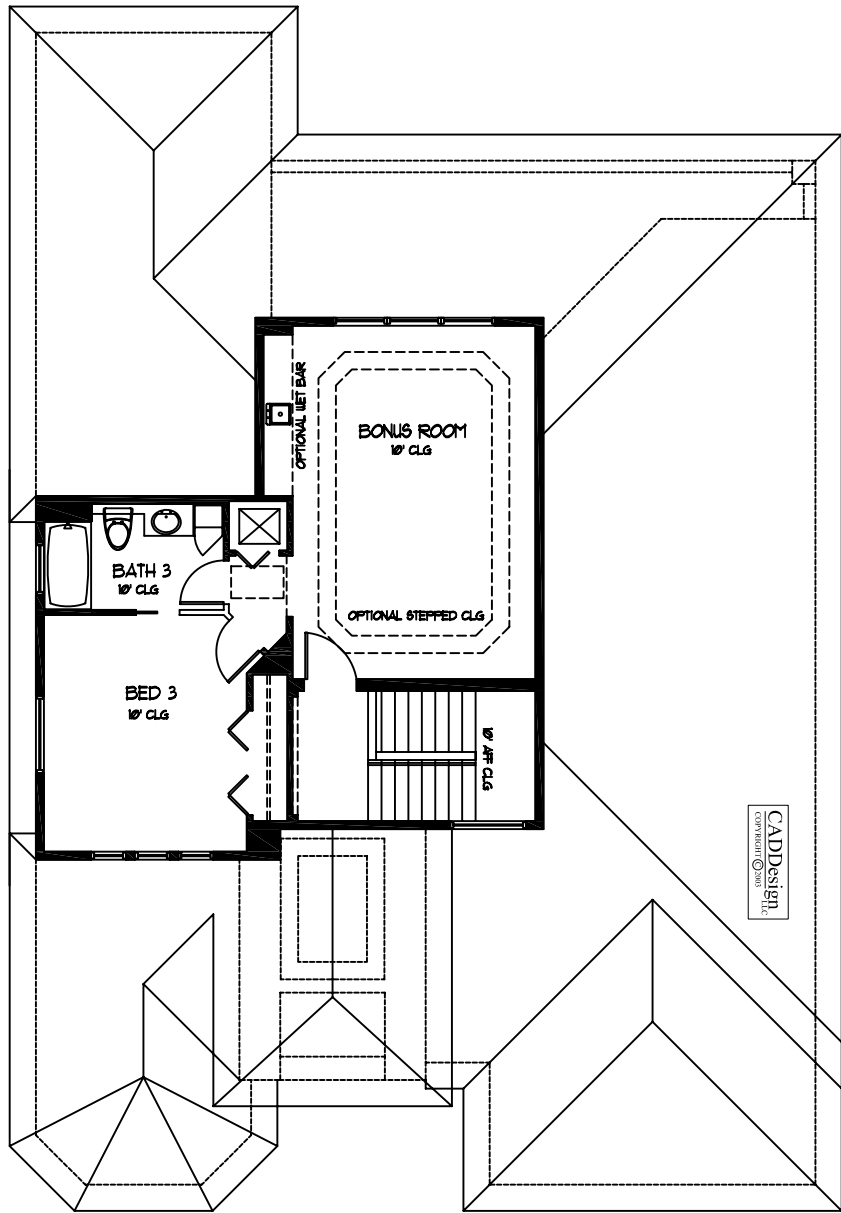 OPTIONAL WET BAR
BONUS ROOM
10' CLG
OPTIONAL STEPPED CLG
BATH 3
10' CLG
BED 3
10' CLG
10' AFF CLG
CADDesign
LLC
COPYRIGHT © 2003